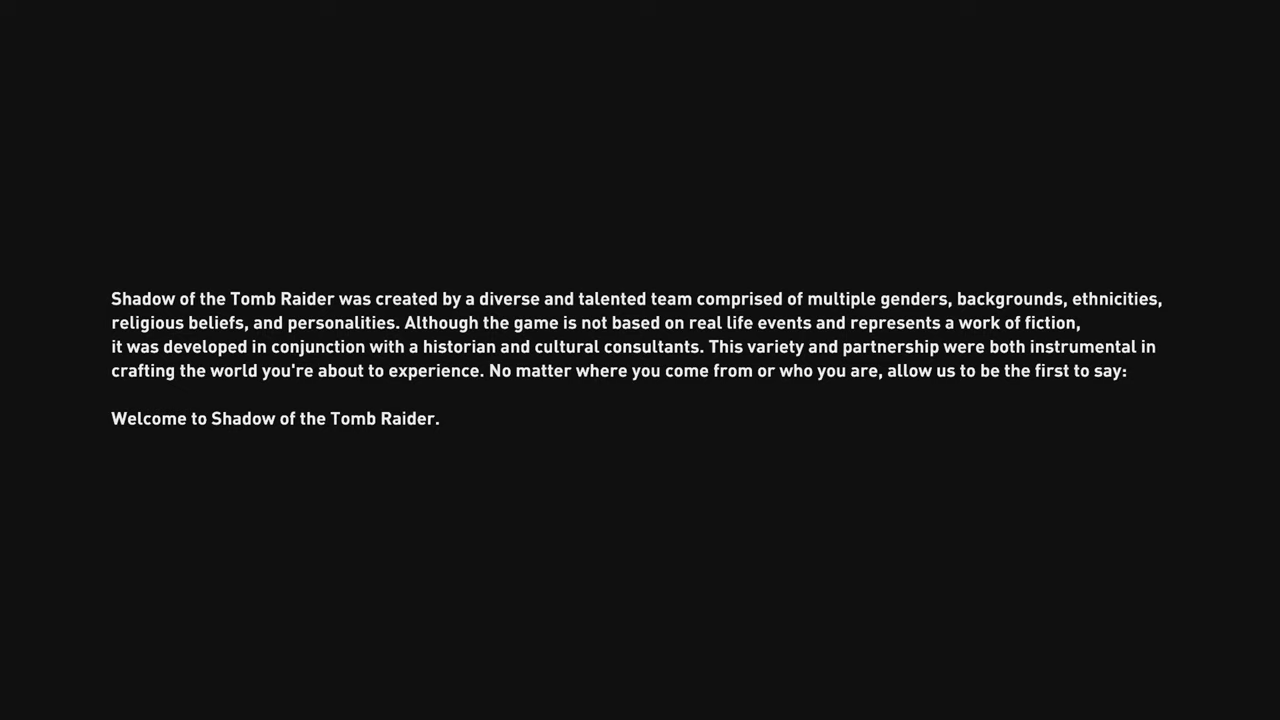 Shadow of the Tomb Raider was created by a diverse and talented team comprised of multiple genders, backgrounds, ethnicities,
religious beliefs, and personalities. Although the game is not based on real life events and represents a work of fiction,
it was developed in conjunction with a historian and cultural consultants. This variety and partnership were both instrumental in
crafting the world you're about to experience. No matter where you come from or who you are, allow us to be the first to say:
Welcome to Shadow of the Tomb Raider.